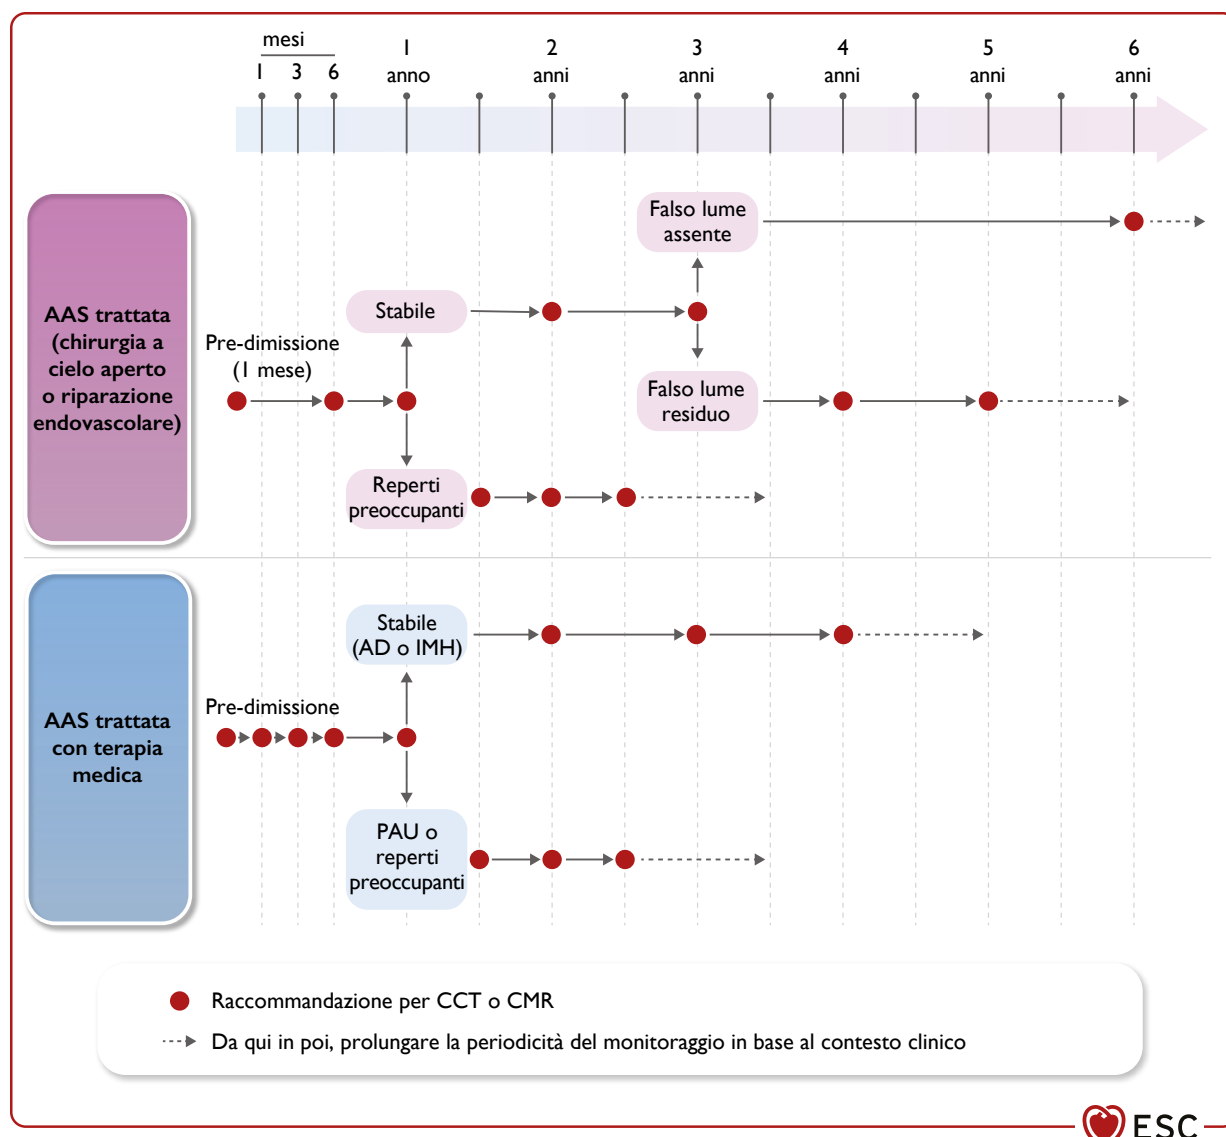 mesi
1 3 6
1
anno
2
anni
3
anni
4
anni
5
anni
6
anni
AAS trattata
(chirurgia a
cielo aperto
o riparazione
endovascolare)
Pre-dimissione
(1 mese)
Stabile
Reperti
preoccupanti
Falso lume
assente
Falso lume
residuo
AAS trattata
con terapia
medica
Pre-dimissione
Stabile
(AD o IMH)
PAU o
reperti
preoccupanti
Raccommandazione per CCT o CMR
Da qui in poi, prolungare la periodicità del monitoraggio in base al contesto clinico
ESC